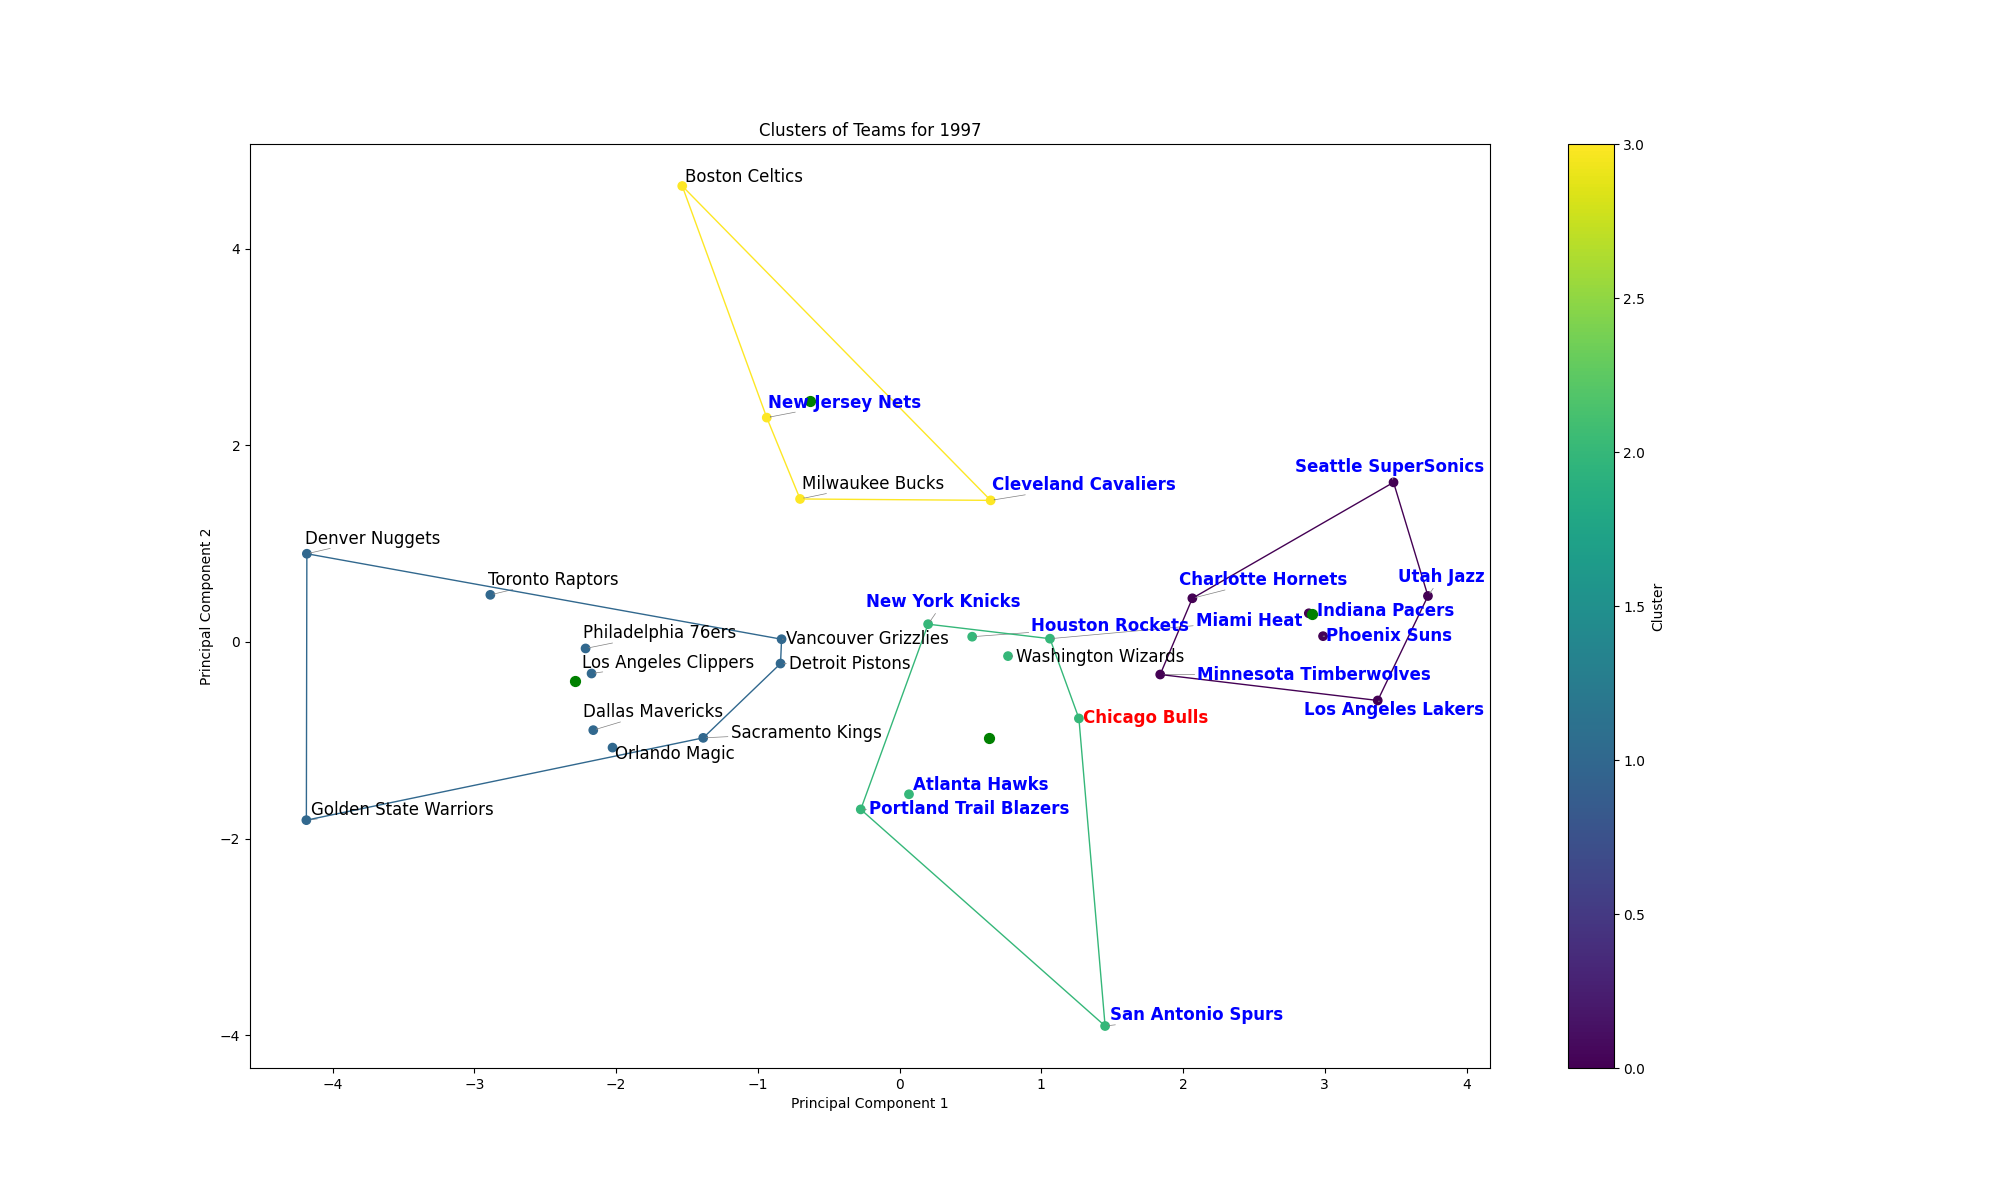 Clusters of Teams for 1997
Boston Celtics
New Jersey Nets
Milwaukee Bucks
Cleveland Cavaliers
Seattle SuperSonics
Denver Nuggets
Toronto Raptors
Charlotte Hornets
Utah Jazz
New York Knicks
Indiana Pacers
Miami Heat
Houston Rockets
Philadelphia 76ers
Vancouver Grizzlies
Phoenix Suns
Washington Wizards
Los Angeles Clippers
Detroit Pistons
Minnesota Timberwolves
Dallas Mavericks
Los Angeles Lakers
Chicago Bulls
Sacramento Kings
Orlando Magic
Atlanta Hawks
Portland Trail Blazers
Golden State Warriors
San Antonio Spurs
4
2
0
−2
−4
Principal Component 2
−4 −3 −2 −1 0 1 2 3 4
Principal Component 1
3.0
2.5
2.0
1.5
1.0
0.5
0.0
Cluster